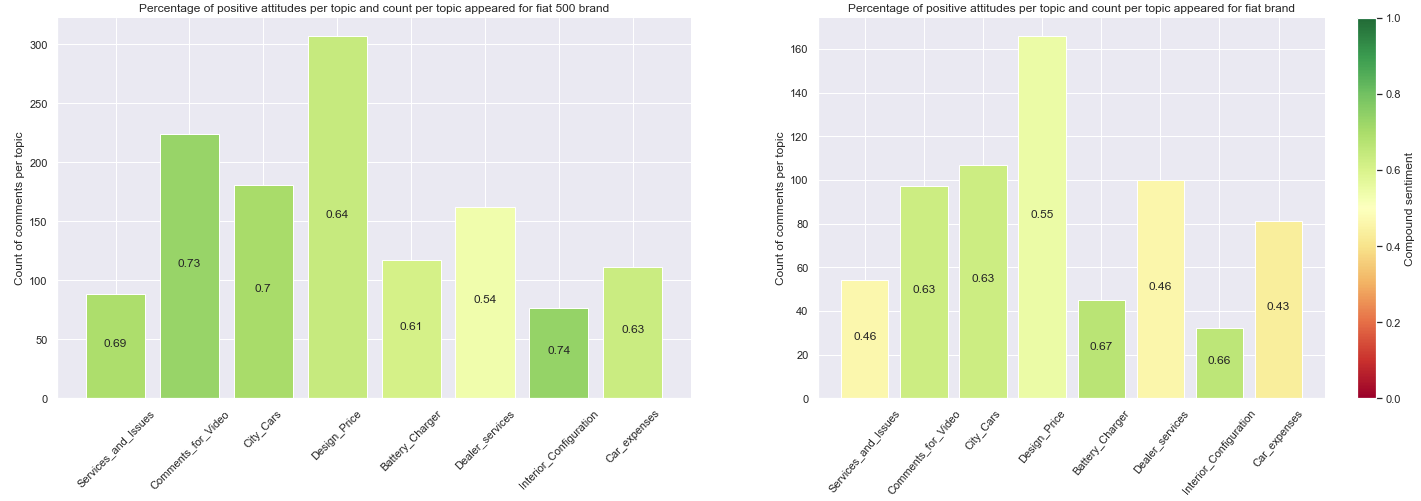 Percentage of positive attitudes per topic and count per topic appeared for fiat 500 brand
Count of comments per topic
300
250
200
150
100
50
0
0.69
0.73
0.7
0.64
0.61
0.54
0.74
0.63
Services_and_Issues
Comments_for_Video
City_Cars
Design_Price
Battery_Charger
Dealer_services
Interior_Configuration
Car_expenses
Percentage of positive attitudes per topic and count per topic appeared for fiat brand
Count of comments per topic
160
140
120
100
80
60
40
20
0
0.46
0.63
0.63
0.55
0.67
0.46
0.66
0.43
Services_and_Issues
Comments_for_Video
City_Cars
Design_Price
Battery_Charger
Dealer_services
Interior_Configuration
Car_expenses
1.0
0.8
0.6
0.4
0.2
0.0
Compound sentiment